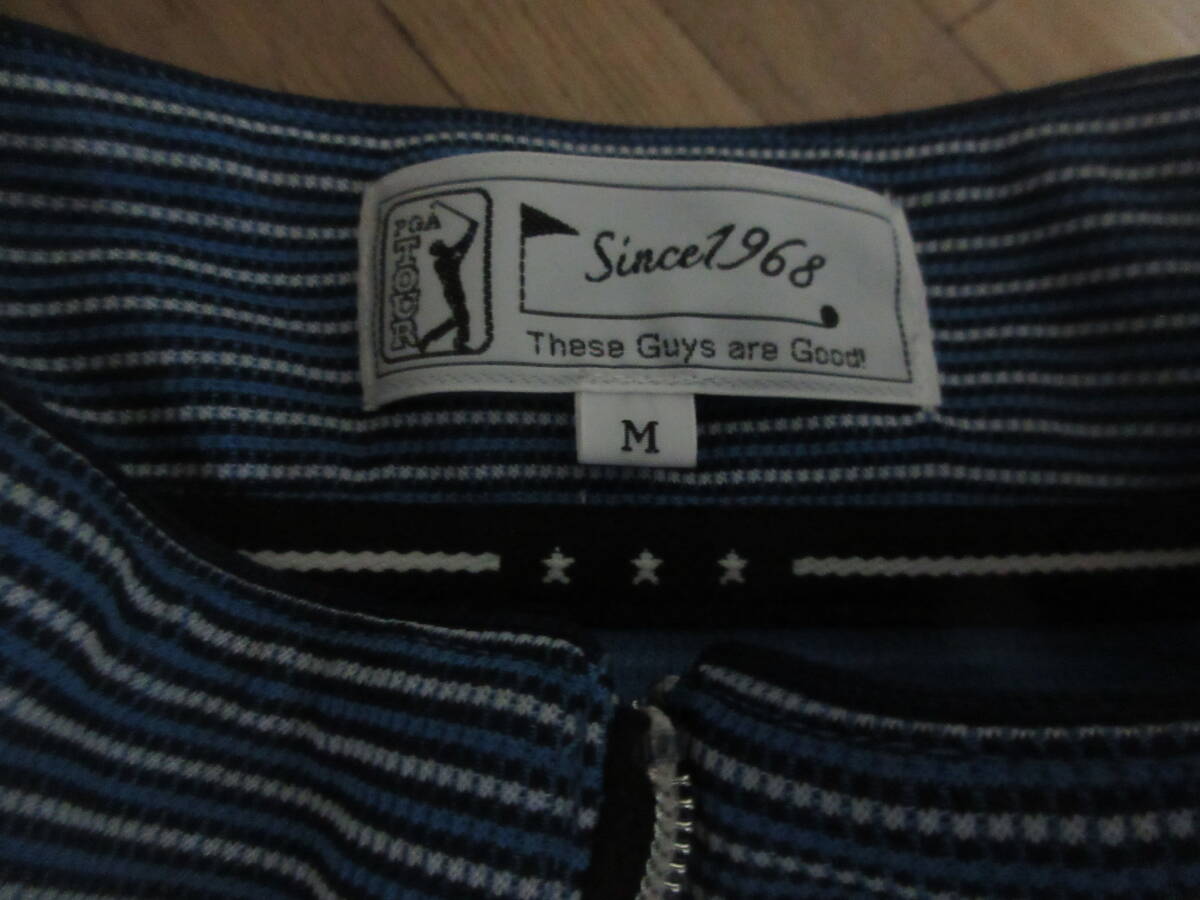 PGA
TOUR
Since1968
These Guys are Good!
M